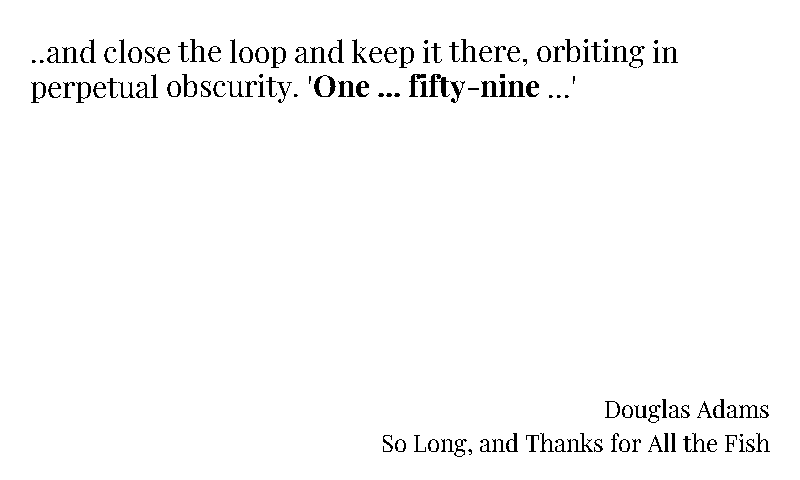 ..and close the loop and keep it there, orbiting in
perpetual obscurity. 'One ... fifty-nine ...'
Douglas Adams
So Long, and Thanks for All the Fish